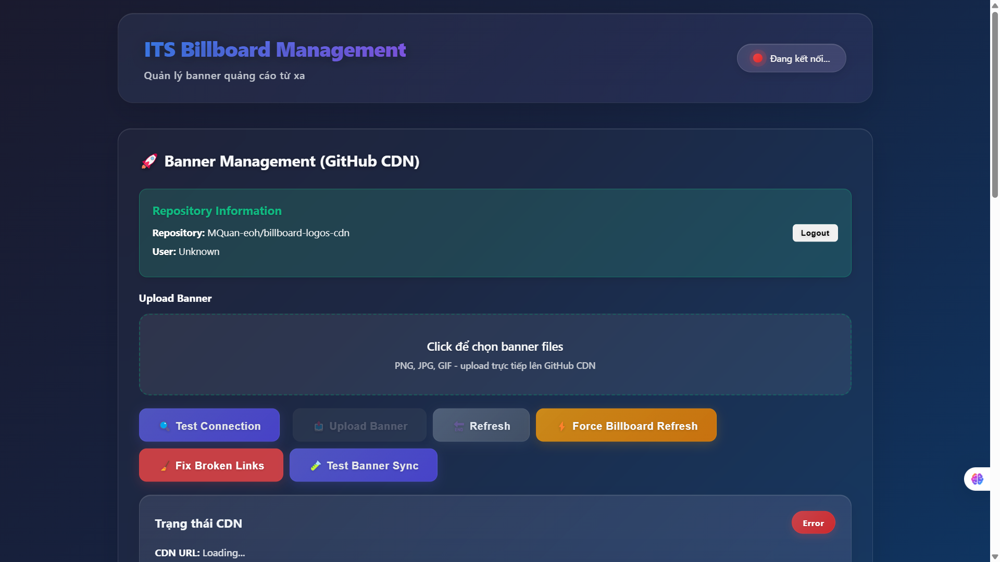 ITS Billboard Management
Quản lý banner quảng cáo từ xa
Đang kết nối...
🚀 Banner Management (GitHub CDN)
Repository Information
Repository: MQuan-eoh/billboard-logos-cdn
User: Unknown
Logout
Upload Banner
Click để chọn banner files
PNG, JPG, GIF - upload trực tiếp lên GitHub CDN
🔍 Test Connection
📤 Upload Banner
🔚 Refresh
⚡ Force Billboard Refresh
🧹 Fix Broken Links
🧪 Test Banner Sync
Trạng thái CDN
Error
CDN URL: Loading...